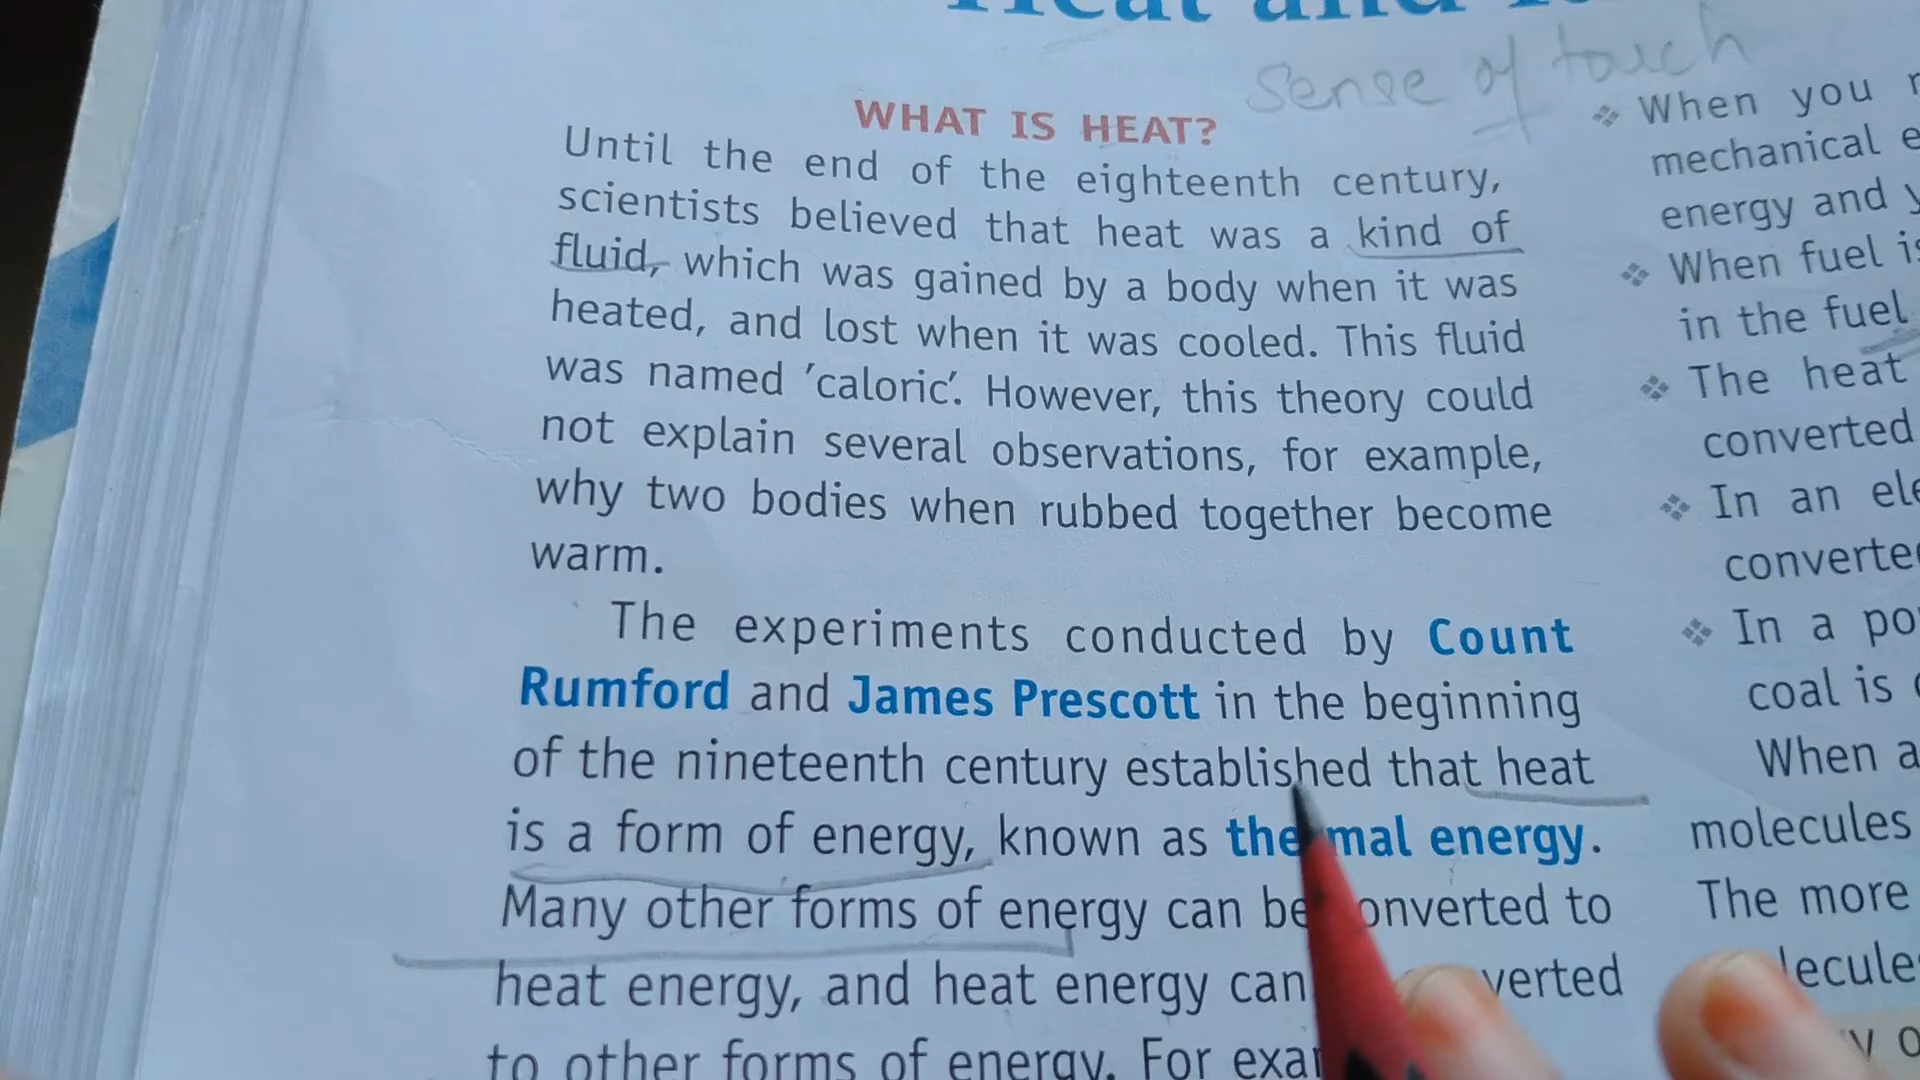 Heat and
sense of touch
WHAT IS HEAT?
Until the end of the eighteenth century,
scientists believed that heat was a kind of
fluid, which was gained by a body when it was
heated, and lost when it was cooled. This fluid
was named 'caloric'. However, this theory could
not explain several observations, for example,
why two bodies when rubbed together become
warm.
The experiments conducted by Count
Rumford and James Prescott in the beginning
of the nineteenth century established that heat
is a form of energy, known as thermal energy.
Many other forms of energy can be converted to
heat energy, and heat energy can
to other forms of energy. For
When you
mechanical
energy and
When fuel
in the fuel
The heat
converted
In an
In a
coal is
When a
molecules
The more